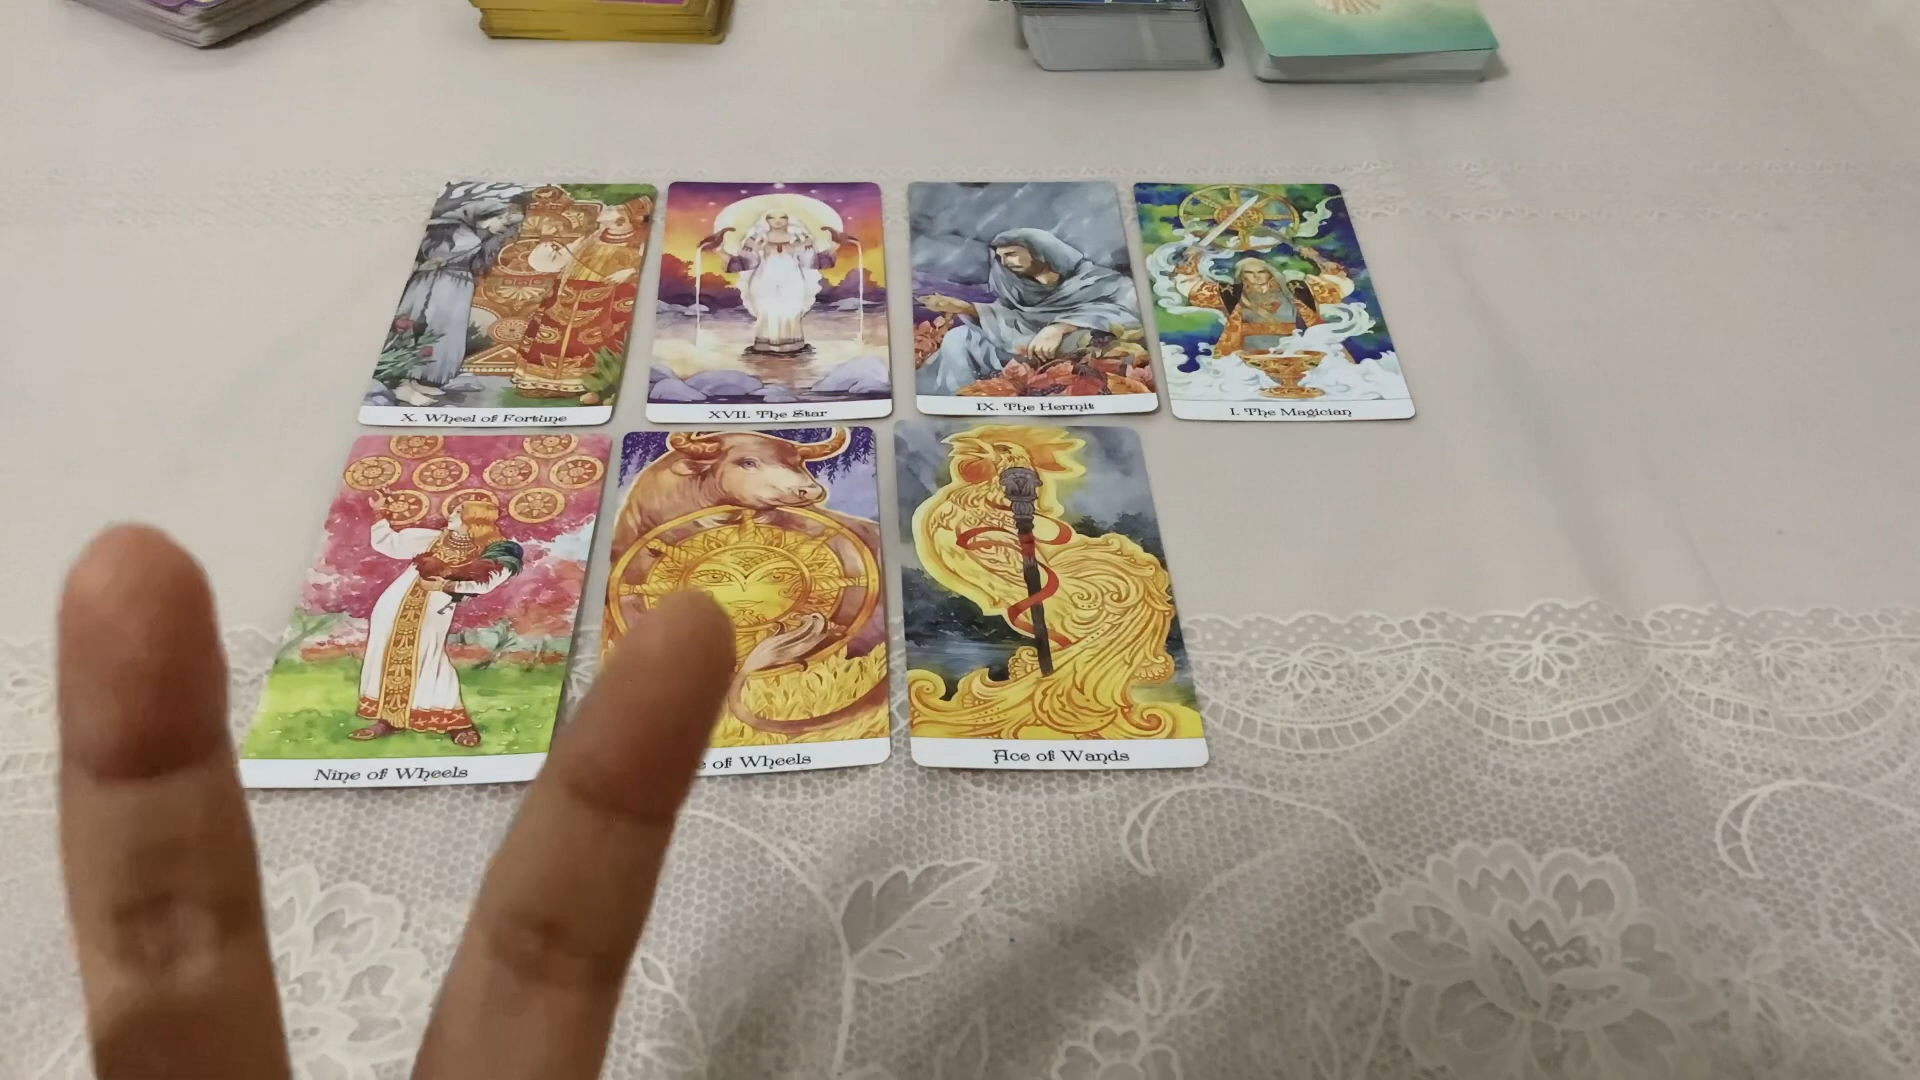 X. Wheel of Fortune
XVII. The Star
IX. The Hermit
I. The Magician
Nine of Wheels
of Wheels
Ace of Wands